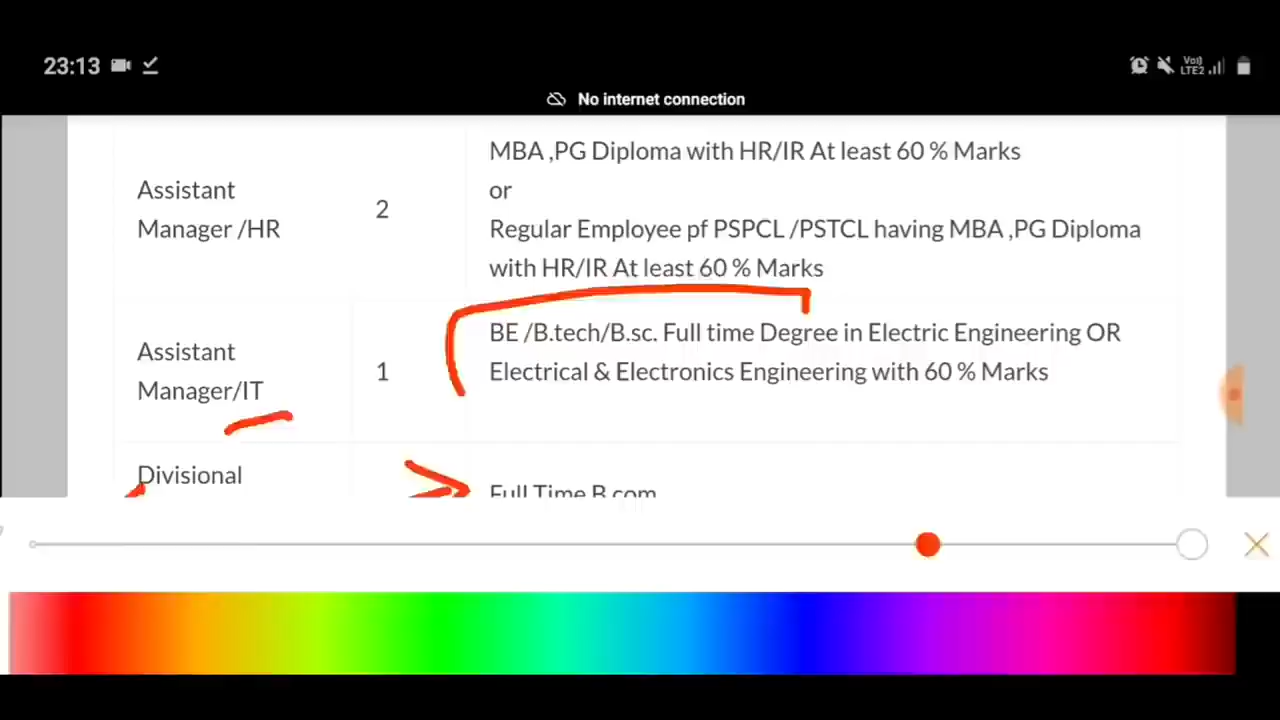 23:13
Vo)) LTE2
No internet connection
MBA ,PG Diploma with HR/IR At least 60 % Marks
or
Assistant Manager /HR
2
Regular Employee pf PSPCL /PSTCL having MBA ,PG Diploma
with HR/IR At least 60 % Marks
Assistant
Manager/IT
1
BE /B.tech/B.sc. Full time Degree in Electric Engineering OR
Electrical & Electronics Engineering with 60 % Marks
Divisional
Full Time B.com